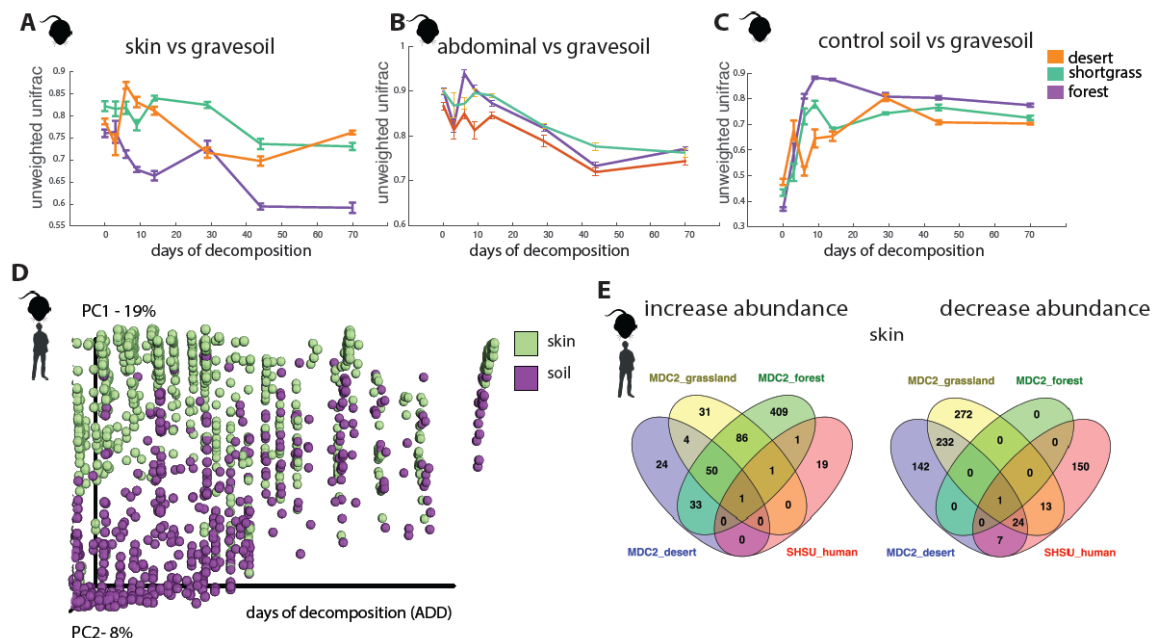 A
skin vs gravesoil
unweighted unifrac
0.9
0.85
0.8
0.75
0.7
0.65
0.6
0.55
0 10 20 30 40 50 60 70
days of decomposition
B
abdominal vs gravesoil
unweighted unifrac
1
0.9
0.8
0.7
0.6
0 10 20 30 40 50 60 70
days of decomposition
C
control soil vs gravesoil
unweighted unifrac
0.9
0.8
0.7
0.6
0.5
0.4
0.3
0 10 20 30 40 50 60 70
days of decomposition
desert
shortgrass
forest
D
PC1 - 19%
skin
soil
days of decomposition (ADD)
PC2- 8%
E
increase abundance decrease abundance
skin
MDC2_grassland MDC2_forest
31 409
4 86 1
24 50 1 19
33 1 0
0 0
0
MDC2_desert SHSU_human
MDC2_grassland MDC2_forest
272 0
232 0 0
142 0 0 150
0 1 13
0 24
7
MDC2_desert SHSU_human